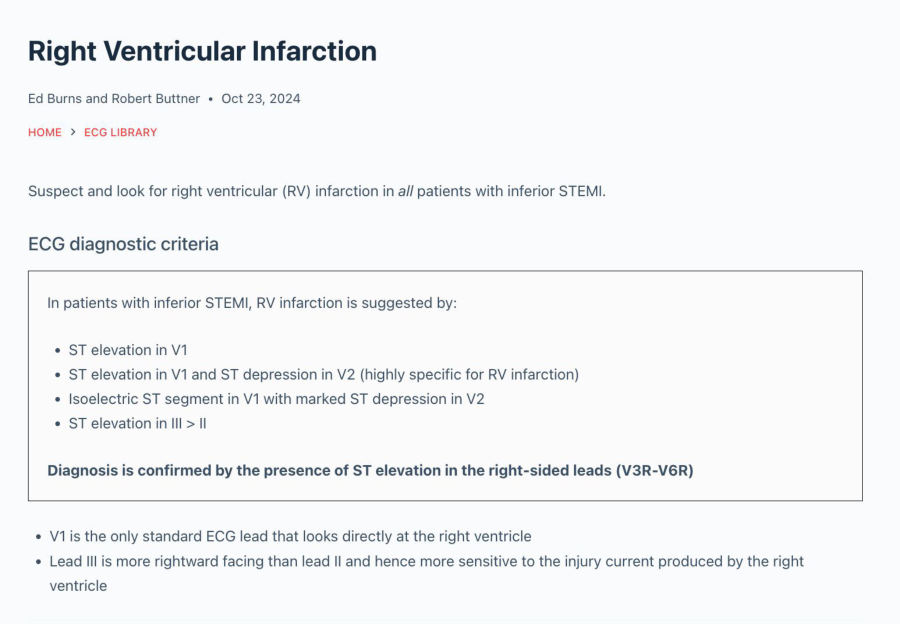 Right Ventricular Infarction
Ed Burns and Robert Buttner • Oct 23, 2024
HOME > ECG LIBRARY
Suspect and look for right ventricular (RV) infarction in all patients with inferior STEMI.
ECG diagnostic criteria
In patients with inferior STEMI, RV infarction is suggested by:
• ST elevation in V1
• ST elevation in V1 and ST depression in V2 (highly specific for RV infarction)
• Isoelectric ST segment in V1 with marked ST depression in V2
• ST elevation in III > II
Diagnosis is confirmed by the presence of ST elevation in the right-sided leads (V3R-V6R)
• V1 is the only standard ECG lead that looks directly at the right ventricle
• Lead III is more rightward facing than lead II and hence more sensitive to the injury current produced by the right
ventricle